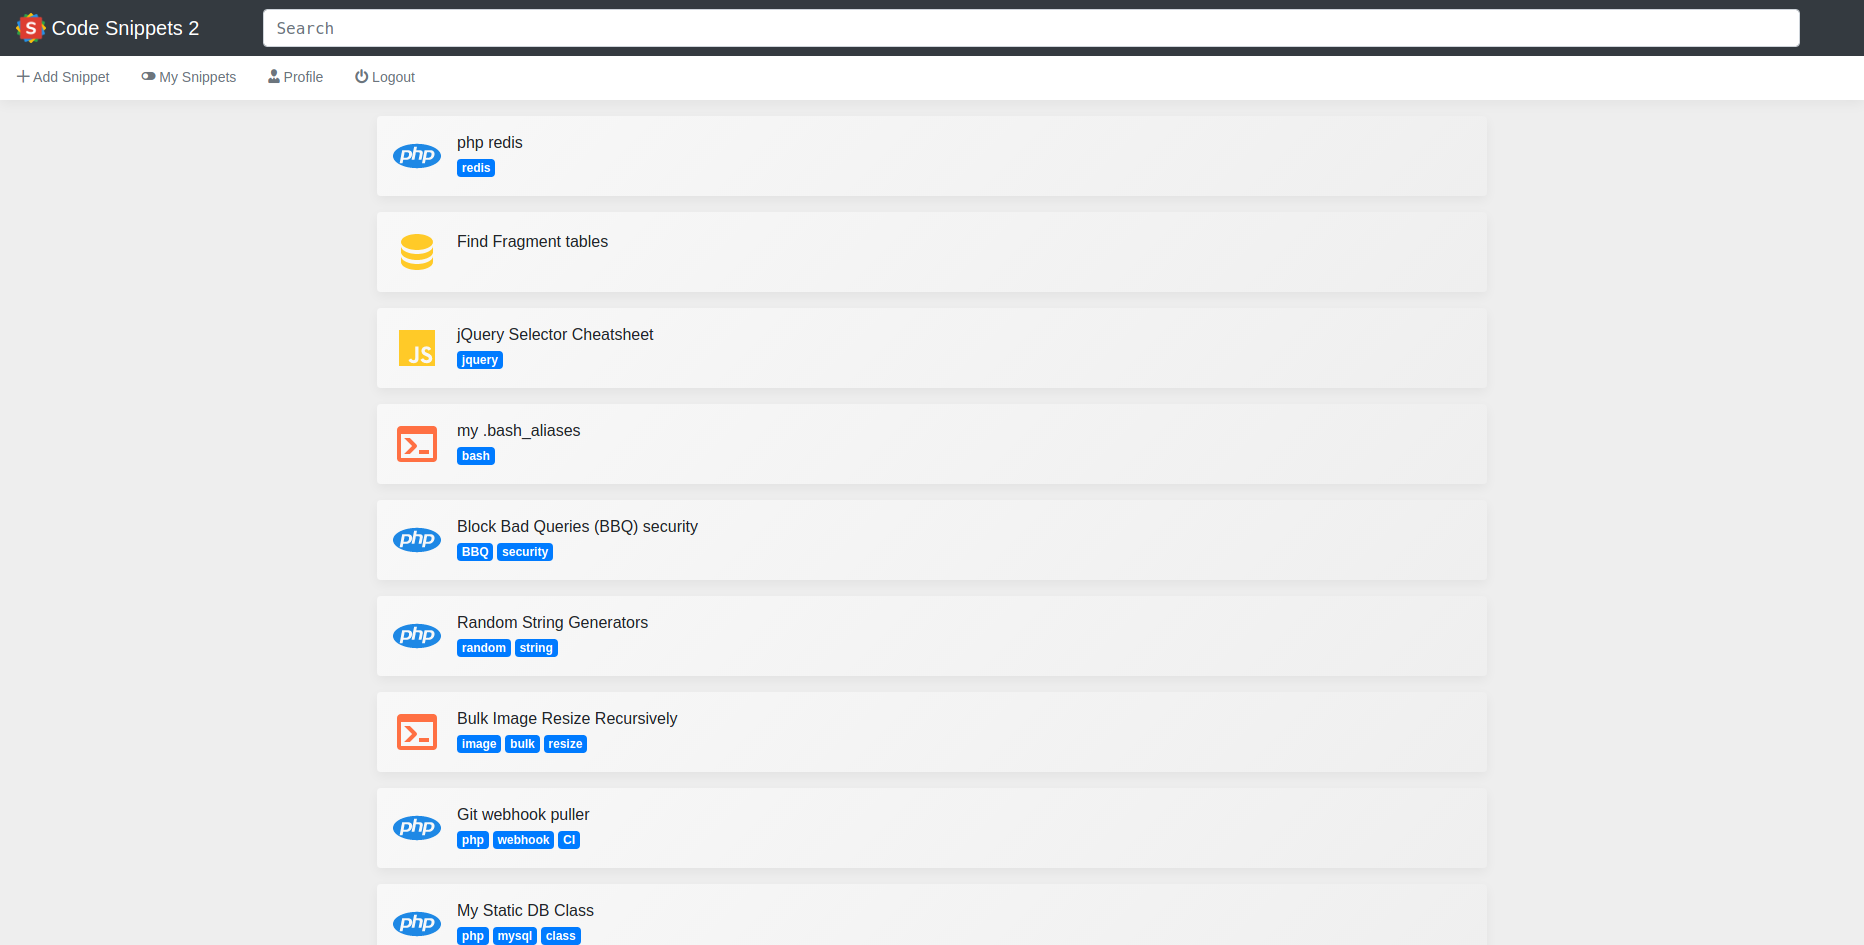 S Code Snippets 2
Search
Add Snippet My Snippets Profile Logout
php php redis
redis
Find Fragment tables
JS jQuery Selector Cheatsheet
jquery
my .bash_aliases
bash
php Block Bad Queries (BBQ) security
BBQ security
php Random String Generators
random string
Bulk Image Resize Recursively
image bulk resize
php Git webhook puller
php webhook CI
php My Static DB Class
php mysql class